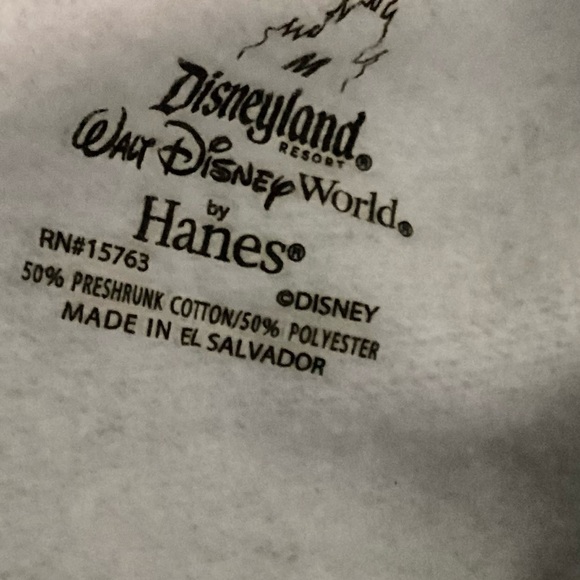 Disneyland®
RESORT
WALT DISNEY World®
by
Hanes®
RN#15763
©DISNEY
50% PRESHRUNK COTTON/50% POLYESTER
MADE IN EL SALVADOR